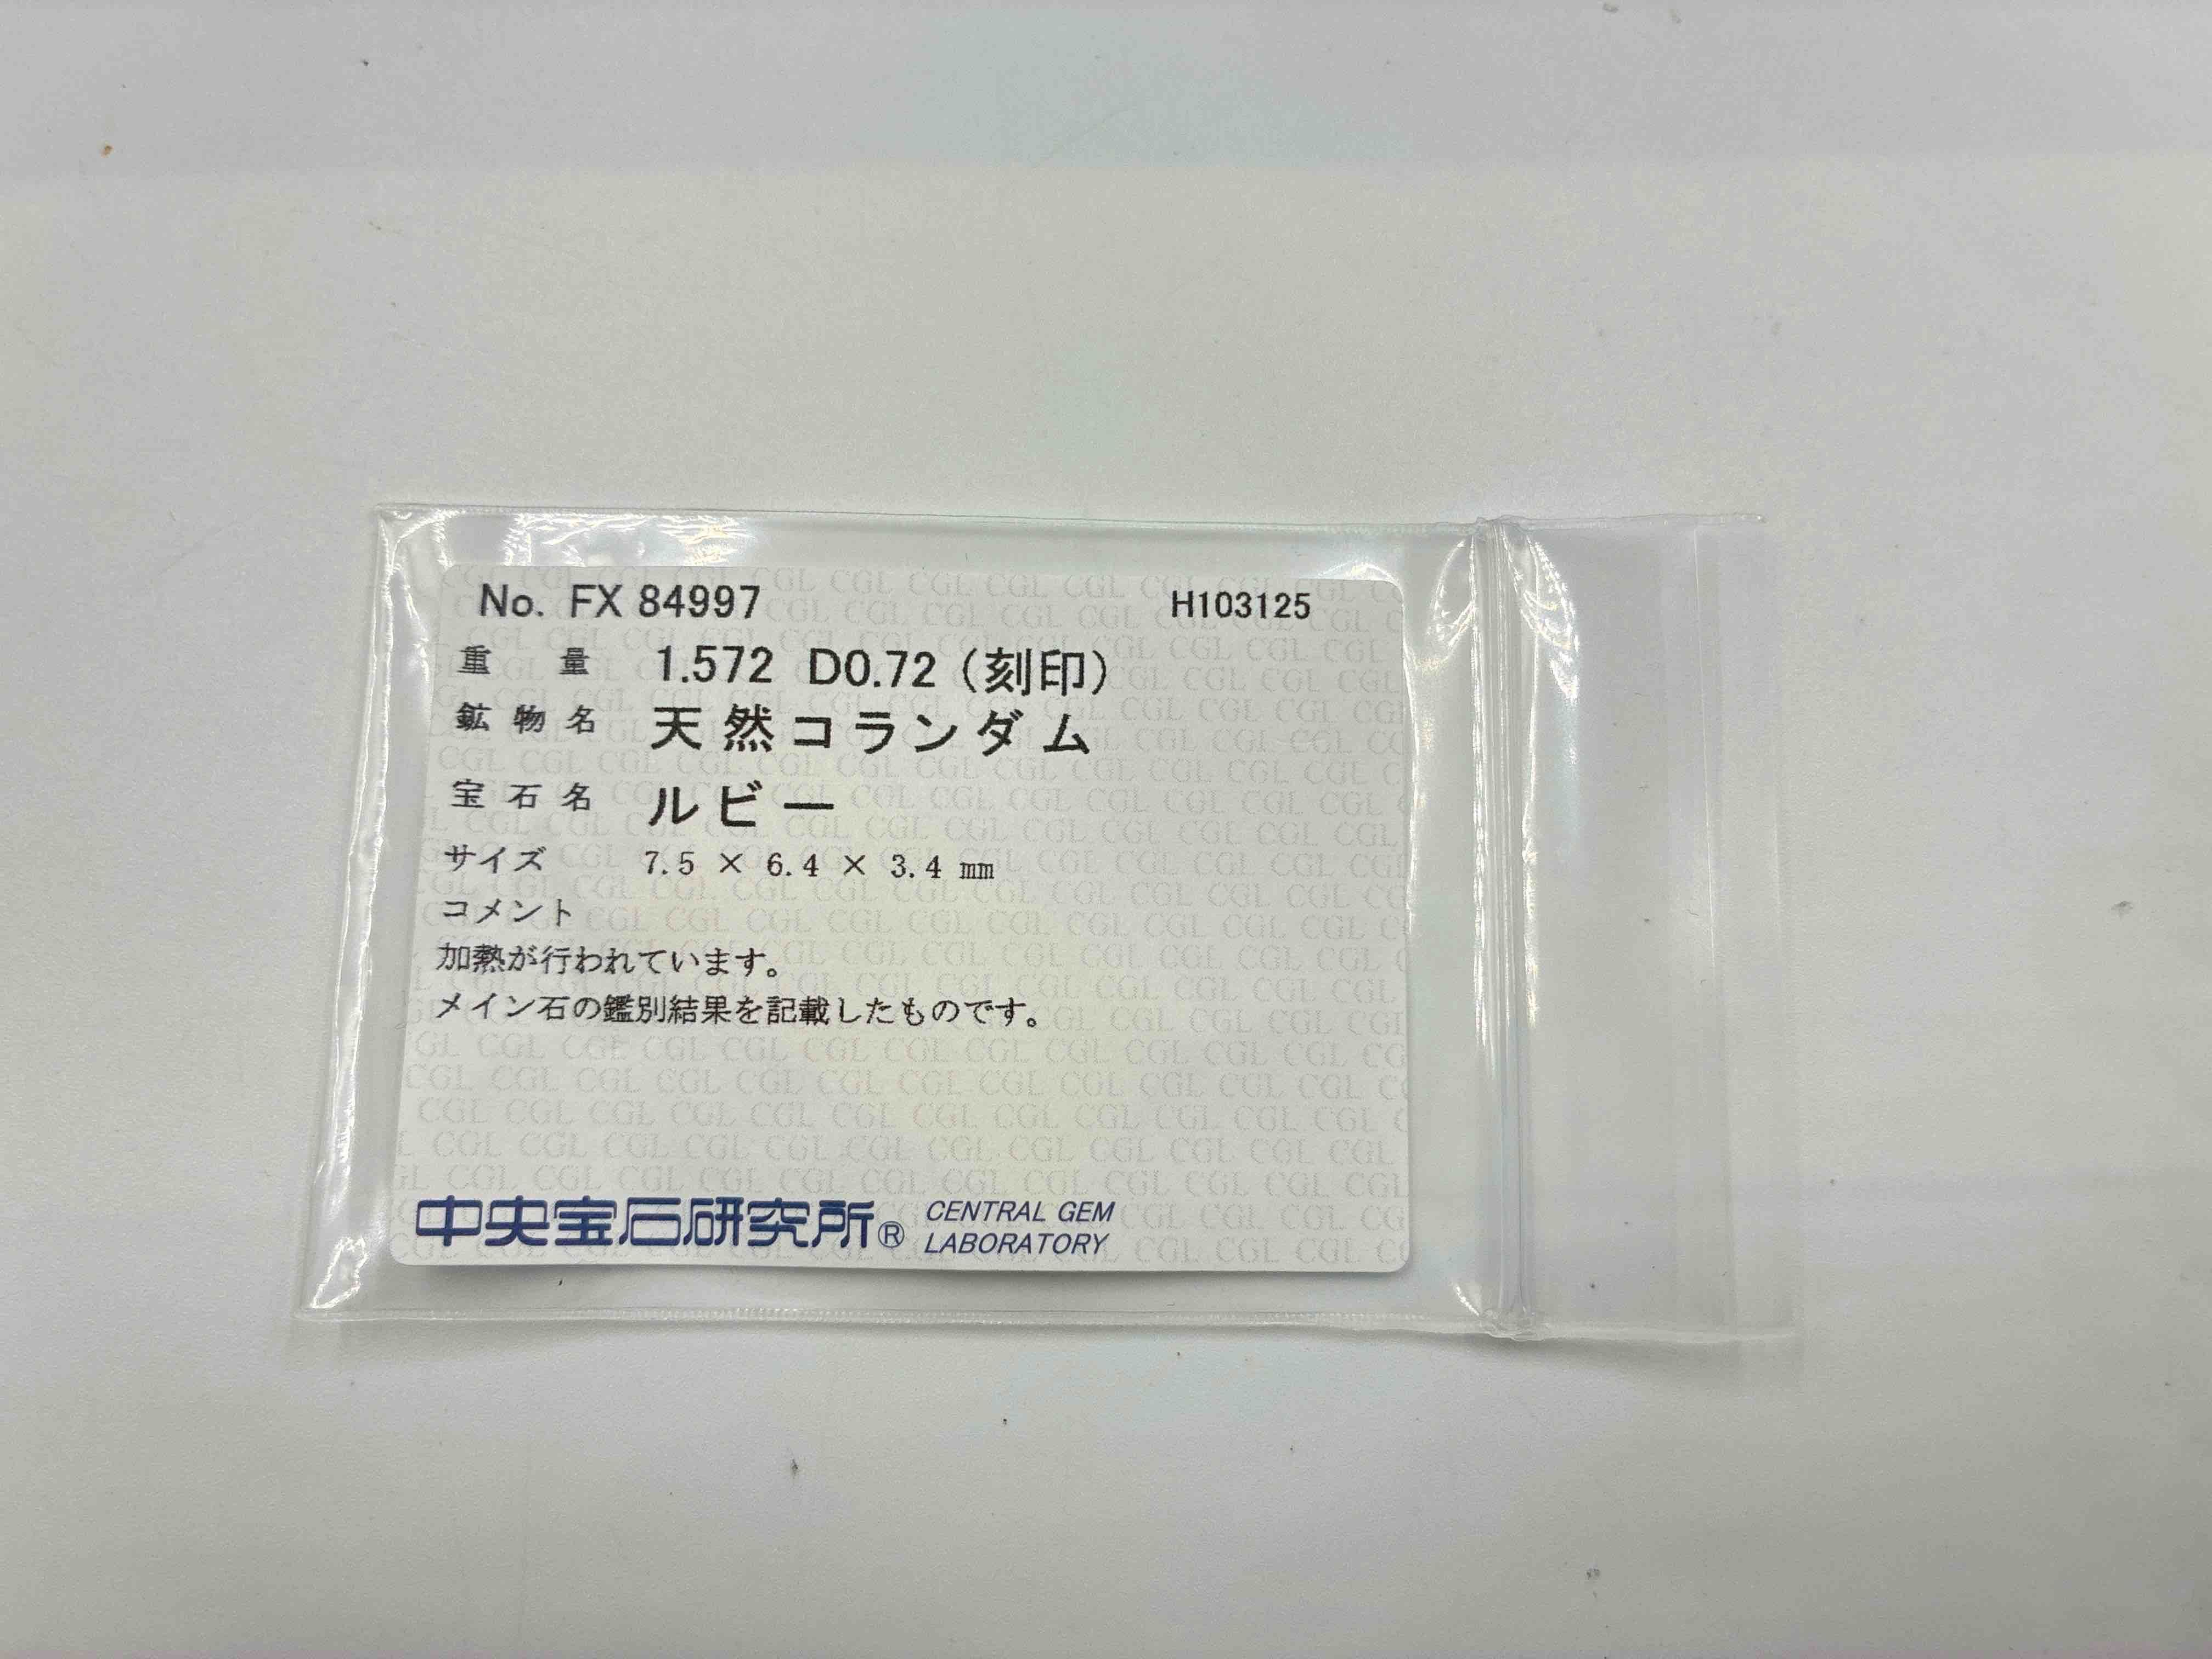 No. FX 84997 H103125
重量 1.572 D0.72 (刻印)
鉱物名 天然コランダム
宝石名 ルビー
サイズ 7.5 × 6.4 × 3.4 mm
コメント
加熱が行われています。
メイン石の鑑別結果を記載したものです。
中央宝石研究所® CENTRAL GEM
LABORATORY